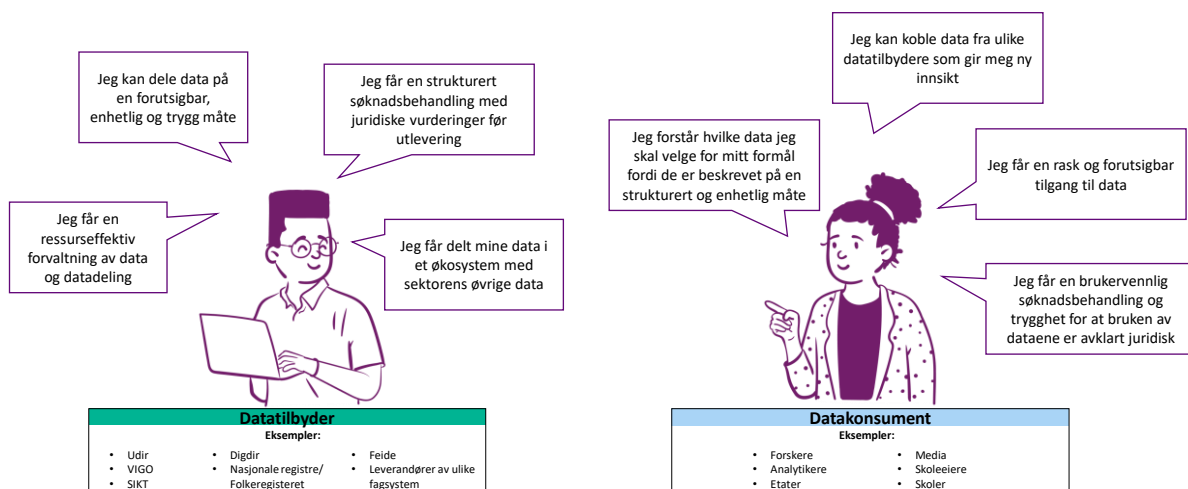 Jeg kan dele data på
en forutsigbar,
enhetlig og trygg måte
Jeg får en strukturert
søknadsbehandling med
juridiske vurderinger før
utlevering
Jeg får en
ressurseffektiv
forvaltning av data
og datadeling
Jeg får delt mine data i
et økosystem med
sektorens øvrige data
Datatilbyder
Eksempler:
• Udir
• VIGO
• SIKT
• Digdir
• Nasjonale registre/
Folkeregisteret
• Feide
• Leverandører av ulike
fagsystem
Jeg kan koble data fra ulike
datatilbydere som gir meg ny
innsikt
Jeg forstår hvilke data jeg
skal velge for mitt formål
fordi de er beskrevet på en
strukturert og enhetlig måte
Jeg får en rask og forutsigbar
tilgang til data
Jeg får en brukervennlig
søknadsbehandling og
trygghet for at bruken av
dataene er avklart juridisk
Datakonsument
Eksempler:
• Forskere
• Analytikere
• Etater
• Media
• Skoleeiere
• Skoler